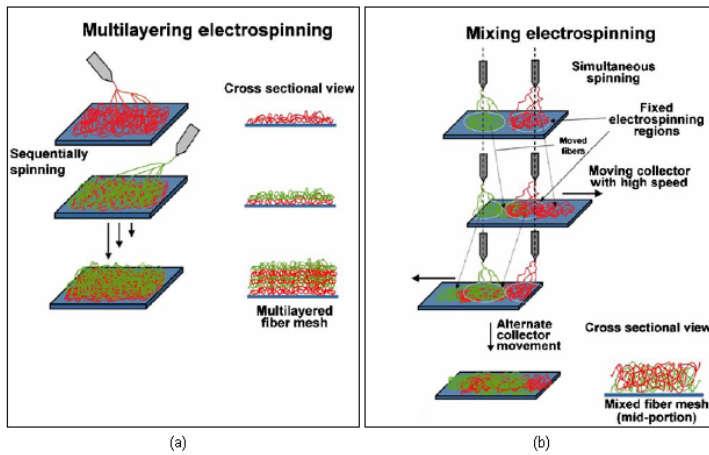 Multilayering electrospinning
Cross sectional view
Sequentially
spinning
Multilayered
fiber mesh
(a)
Mixing electrospinning
Simultaneous
spinning
Fixed
electrospinning
regions
Moved
fibers
Moving collector
with high speed
Alternate
collector
movement
Cross sectional view
Mixed fiber mesh
(mid-portion)
(b)